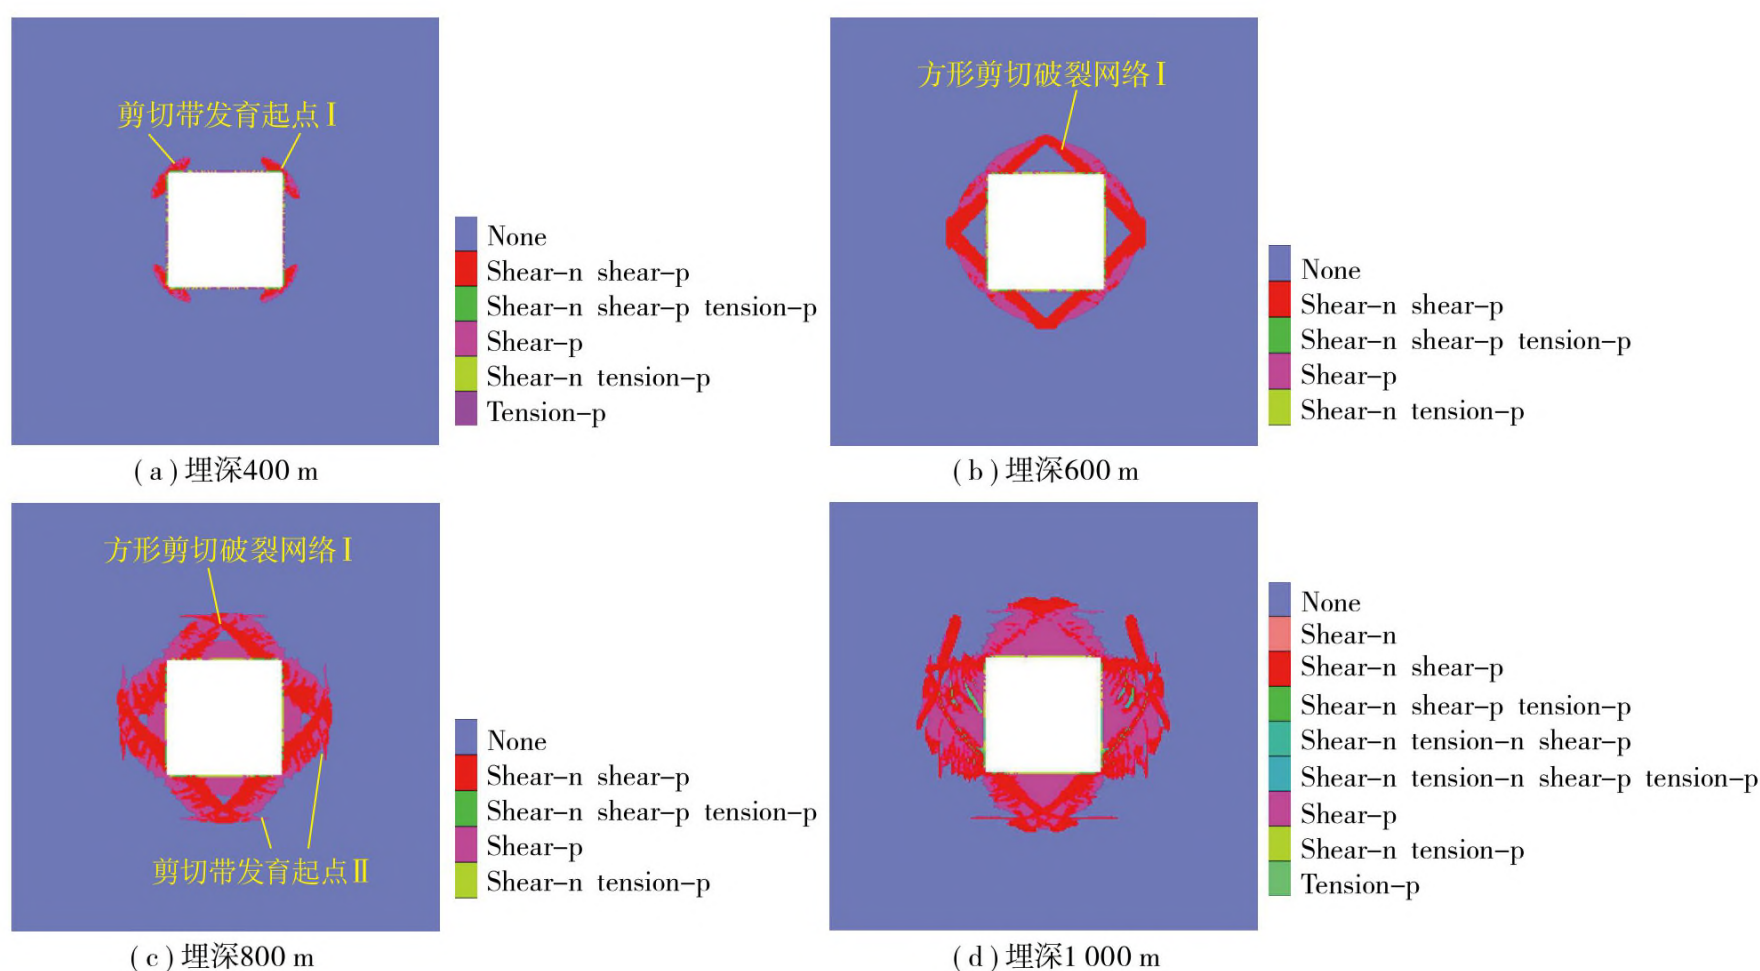 剪切带发育起点Ⅰ
None
Shear-n shear-p
Shear-n shear-p tension-p
Shear-p
Shear-n tension-p
Tension-p
(a)埋深400 m
方形剪切破裂网络Ⅰ
None
Shear-n shear-p
Shear-n shear-p tension-p
Shear-p
Shear-n tension-p
(b)埋深600 m
方形剪切破裂网络Ⅰ
剪切带发育起点Ⅱ
None
Shear-n shear-p
Shear-n shear-p tension-p
Shear-p
Shear-n tension-p
(c)埋深800 m
None
Shear-n
Shear-n shear-p
Shear-n shear-p tension-p
Shear-n tension-n shear-p
Shear-n tension-n shear-p tension-p
Shear-p
Shear-n tension-p
Tension-p
(d)埋深1 000 m